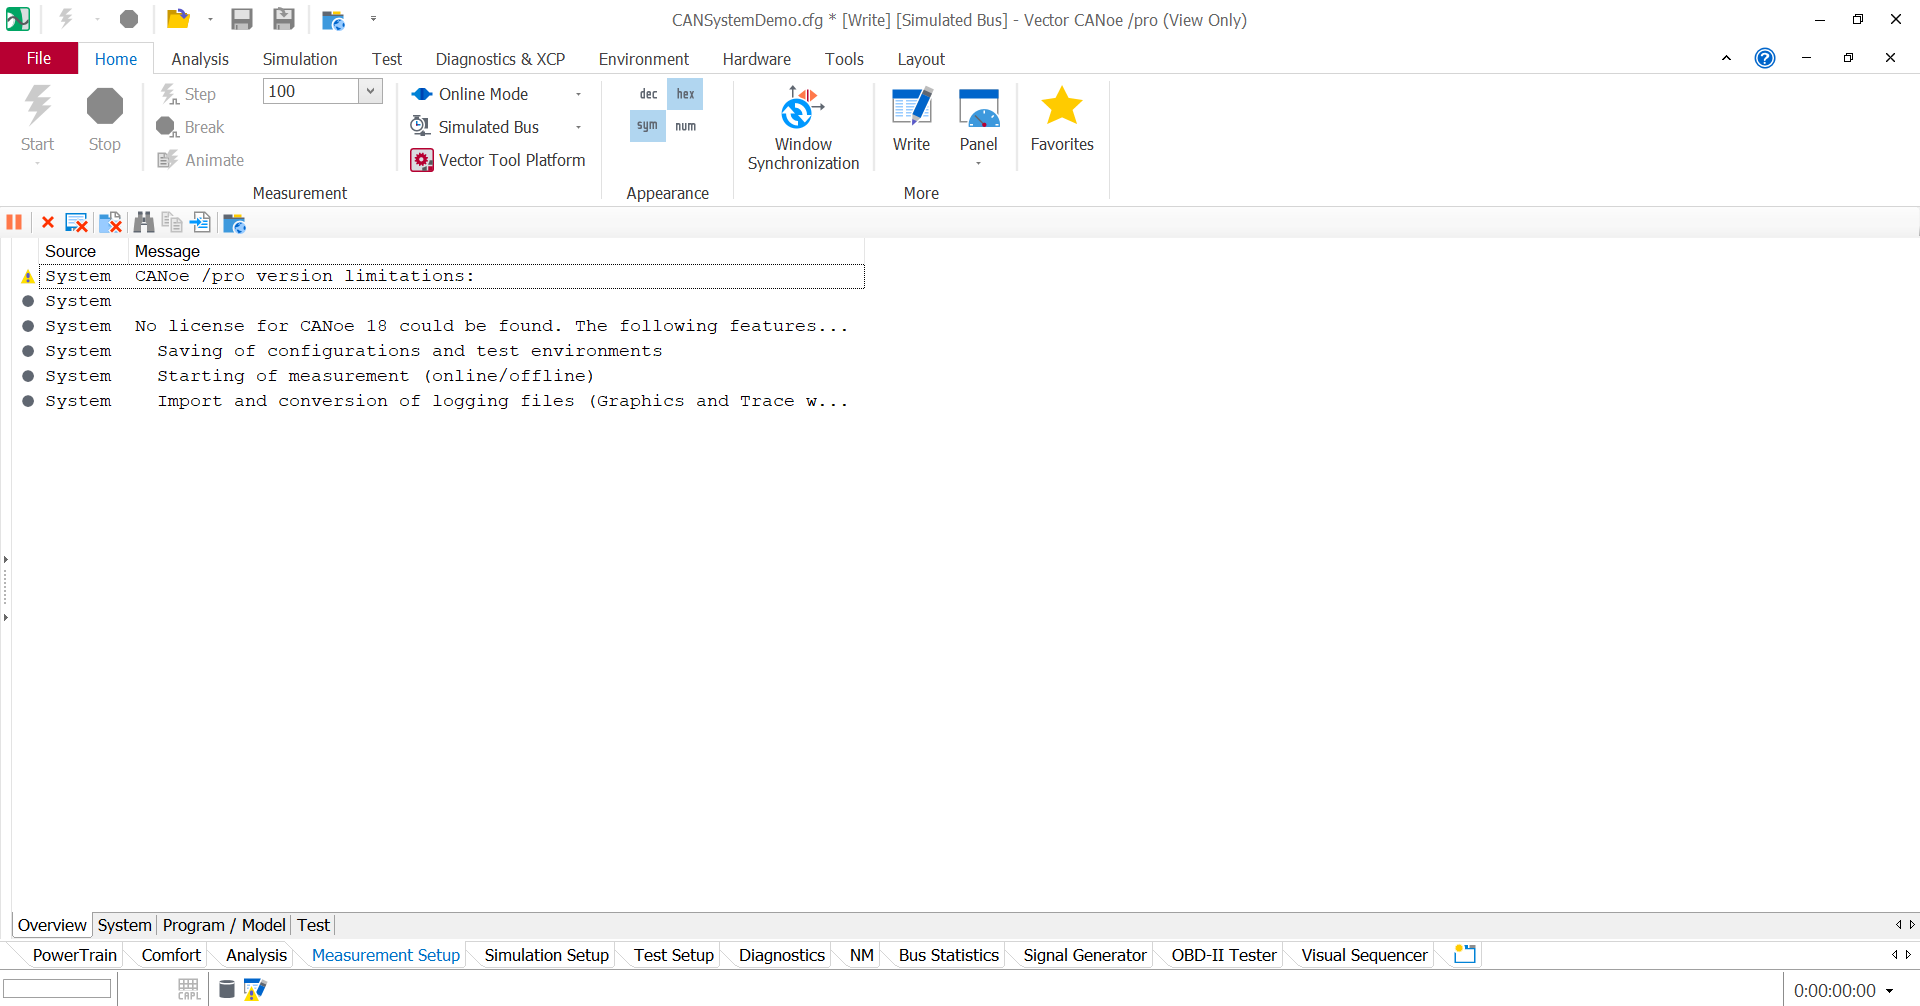 CANSystemDemo.cfg * [Write] [Simulated Bus] - Vector CANoe /pro (View Only)
File Home Analysis Simulation Test Diagnostics & XCP Environment Hardware Tools Layout
Start
Stop
Step
Break
Animate
100
Measurement
Online Mode
Simulated Bus
Vector Tool Platform
dec hex
sym num
Appearance
Window
Synchronization
Write
Panel
More
Favorites
Source Message
System CANoe /pro version limitations:
System
System No license for CANoe 18 could be found. The following features...
System Saving of configurations and test environments
System Starting of measurement (online/offline)
System Import and conversion of logging files (Graphics and Trace w...
Overview System Program / Model Test
PowerTrain Comfort Analysis Measurement Setup Simulation Setup Test Setup Diagnostics NM Bus Statistics Signal Generator OBD-II Tester Visual Sequencer
CAPL
0:00:00:00